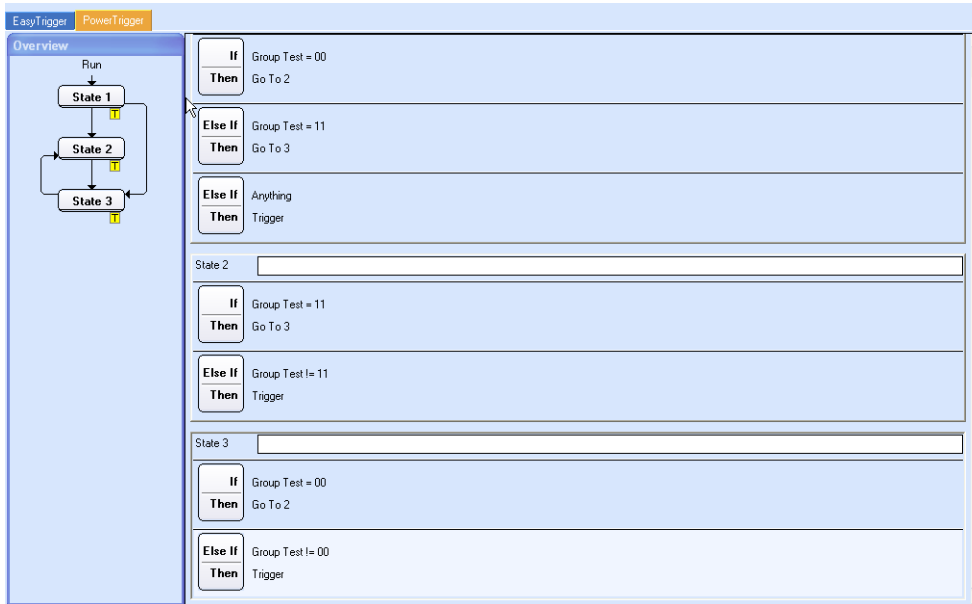 EasyTrigger PowerTrigger
Overview
Run
State 1
T
State 2
T
State 3
T
If Group Test = 00
Then Go To 2
Else If Group Test = 11
Then Go To 3
Else If Anything
Then Trigger
State 2
If Group Test = 11
Then Go To 3
Else If Group Test != 11
Then Trigger
State 3
If Group Test = 00
Then Go To 2
Else If Group Test != 00
Then Trigger